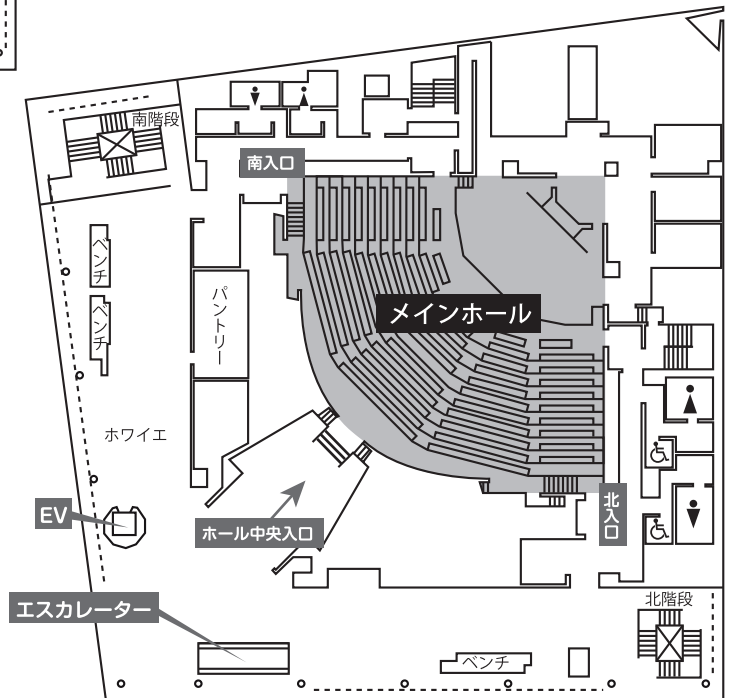 南階段
南入口
ベンチ
ベンチ
パントリー
メインホール
ホワイエ
EV
ホール中央入口
北入口
エスカレーター
北階段
ベンチ